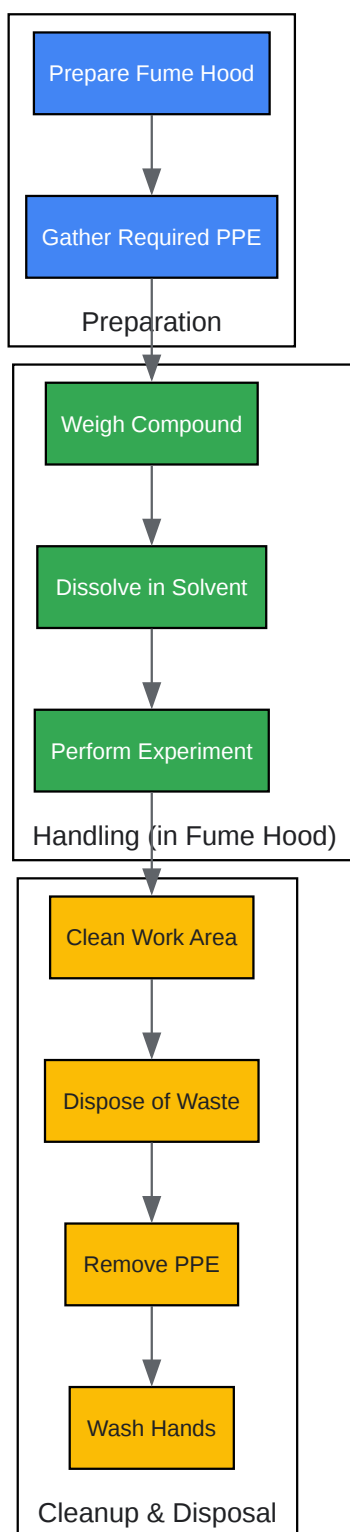 Prepare Fume Hood
Gather Required PPE
Preparation
Weigh Compound
Dissolve in Solvent
Perform Experiment
Handling (in Fume Hood)
Clean Work Area
Dispose of Waste
Remove PPE
Wash Hands
Cleanup & Disposal